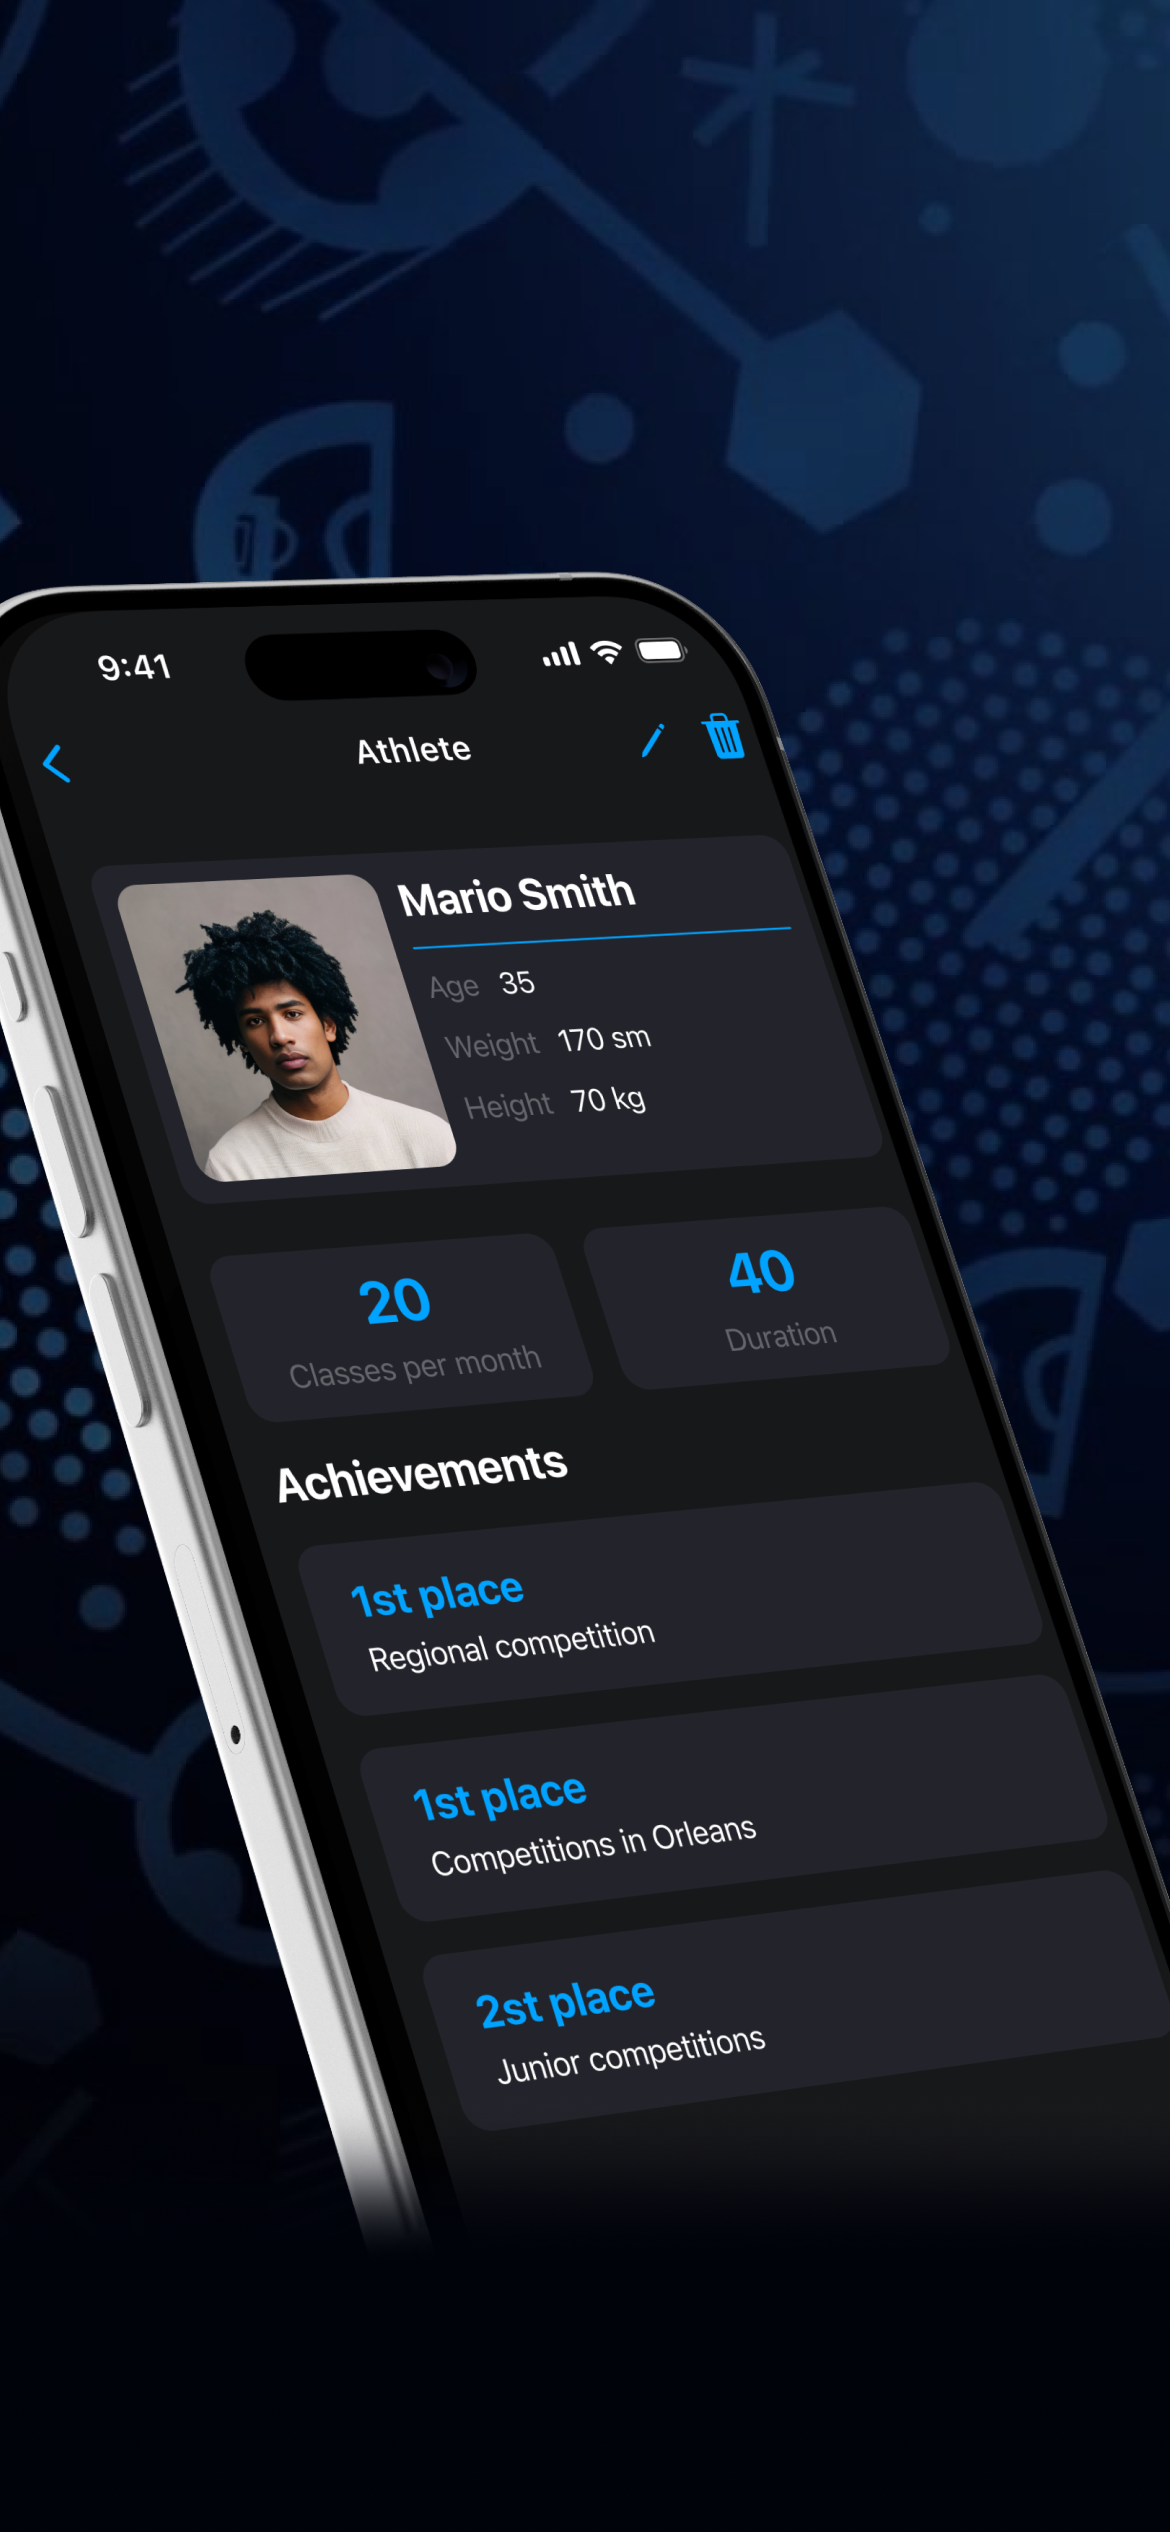 9:41
Athlete
Mario Smith
Age 35
Weight 170 sm
Height 70 kg
20
Classes per month
40
Duration
Achievements
1st place
Regional competition
1st place
Competitions in Orleans
2st place
Junior competitions